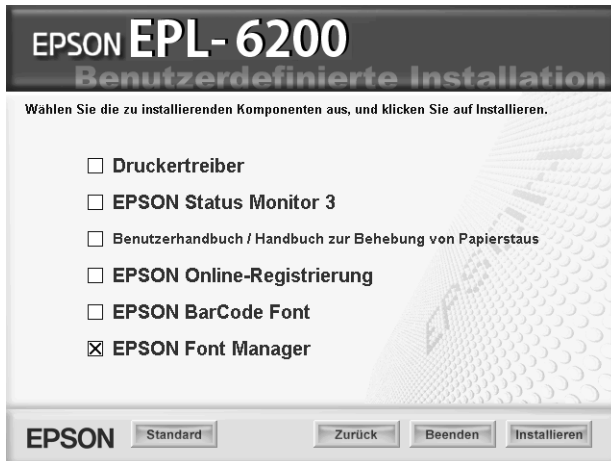 EPSON EPL-6200
Benutzerdefinierte Installation
Wählen Sie die zu installierenden Komponenten aus, und klicken Sie auf Installieren.
Druckertreiber
EPSON Status Monitor 3
Benutzerhandbuch / Handbuch zur Behebung von Papierstaus
EPSON Online-Registrierung
EPSON BarCode Font
EPSON Font Manager
EPSON
EPSON Standard Zurück Beenden Installieren